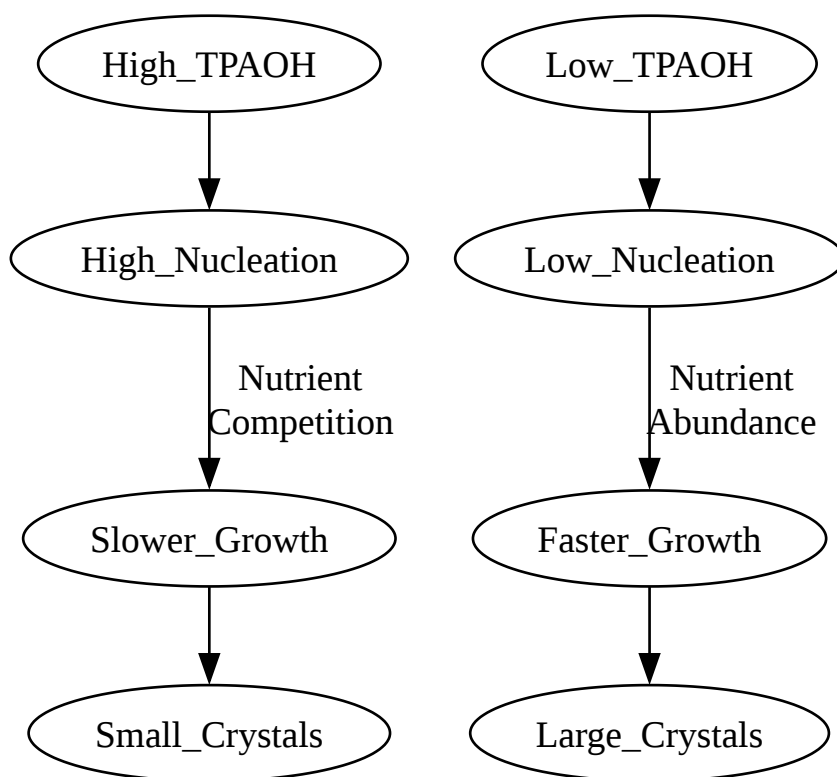 High_TPAOH
Low_TPAOH
High_Nucleation
Low_Nucleation
Nutrient
Competition
Nutrient
Abundance
Slower_Growth
Faster_Growth
Small_Crystals
Large_Crystals